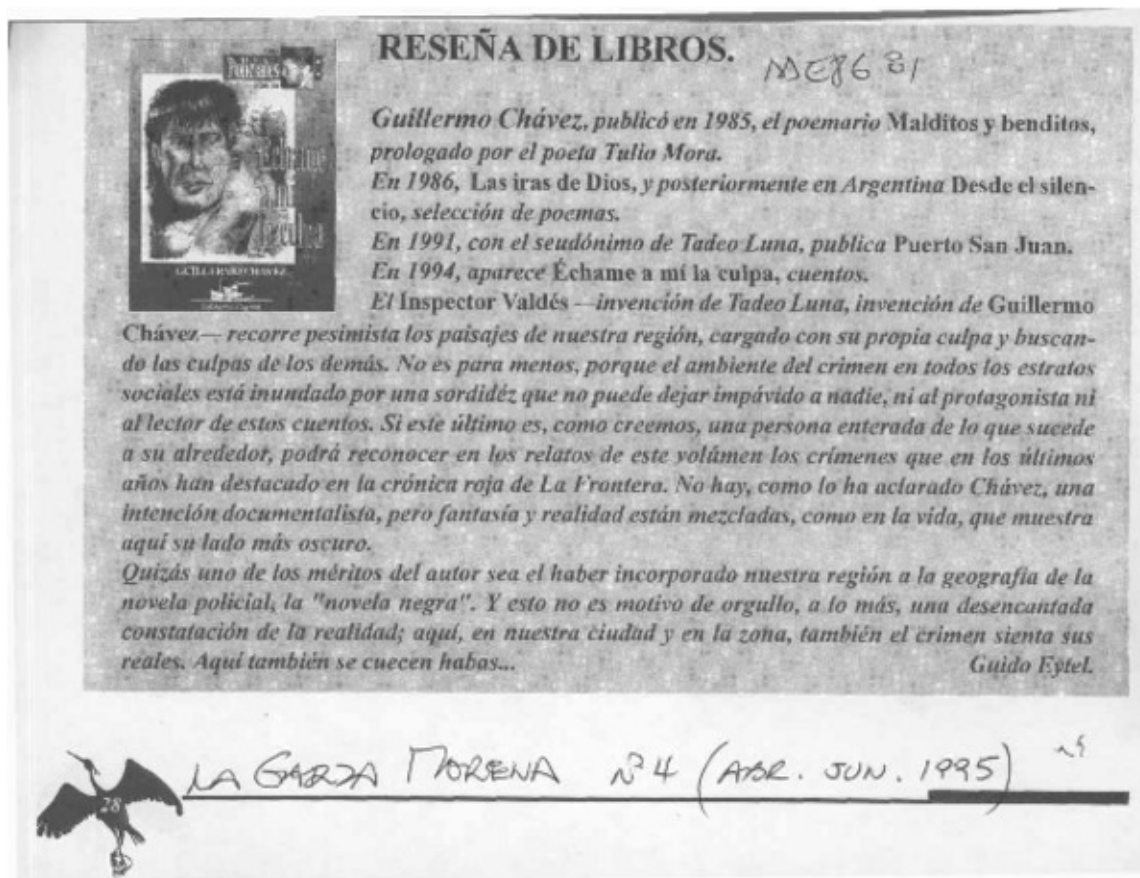 RESEÑA DE LIBROS.
Policiales
Échame
a mí
la culpa
GUILLERMO CHÁVEZ
Guillermo Chávez, publicó en 1985, el poemario Malditos y benditos,
prologado por el poeta Tulio Mora.
En 1986, Las iras de Dios, y posteriormente en Argentina Desde el silen-
cio, selección de poemas.
En 1991, con el seudónimo de Tadeo Luna, publica Puerto San Juan.
En 1994, aparece Échame a mí la culpa, cuentos.
El Inspector Valdés —invención de Tadeo Luna, invención de Guillermo
Chávez— recorre pesimista los paisajes de nuestra región, cargado con su propia culpa y buscan-
do las culpas de los demás. No es para menos, porque el ambiente del crimen en todos los estratos
sociales está inundado por una sordidéz que no puede dejar impávido a nadie, ni al protagonista ni
al lector de estos cuentos. Si este último es, como creemos, una persona enterada de lo que sucede
a su alrededor, podrá reconocer en los relatos de este volúmen los crímenes que en los últimos
años han destacado en la crónica roja de La Frontera. No hay, como lo ha aclarado Chávez, una
intención documentalista, pero fantasía y realidad están mezcladas, como en la vida, que muestra
aquí su lado más oscuro.
Quizás uno de los méritos del autor sea el haber incorporado nuestra región a la geografía de la
novela policial, la "novela negra". Y esto no es motivo de orgullo, a lo más, una desencantada
constatación de la realidad; aquí, en nuestra ciudad y en la zona, también el crimen sienta sus
reales. Aquí también se cuecen habas... Guido Eytel.
LA GARZA MORENA Nº 4 (ABR. JUN. 1995)
28